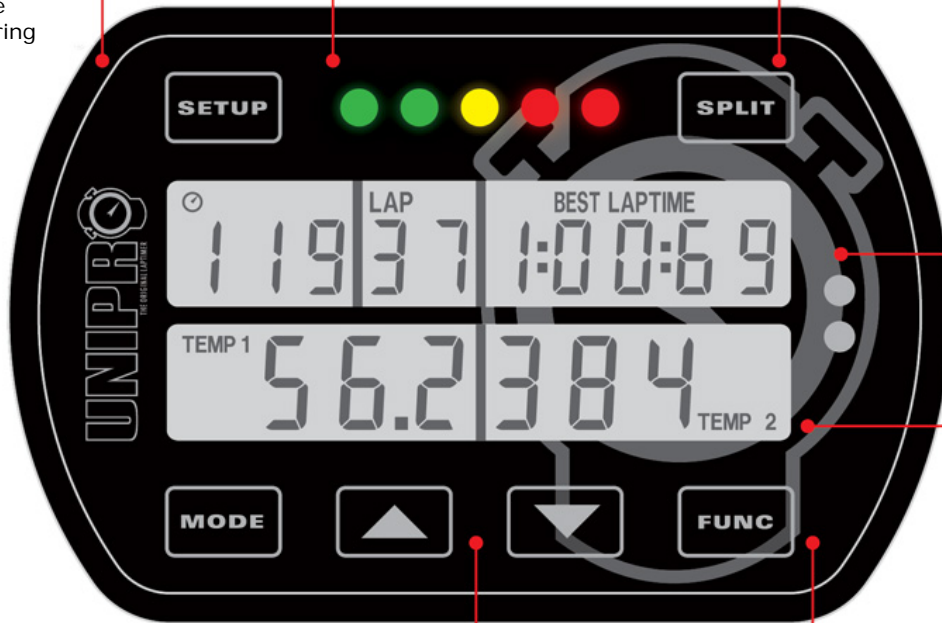 ring
SETUP
SPLIT
LAP
BEST LAPTIME
119
37
1:00:69
UNIPRO
THE ORIGINAL LAPTIMER
TEMP 1
56.2
384
TEMP 2
MODE
FUNC